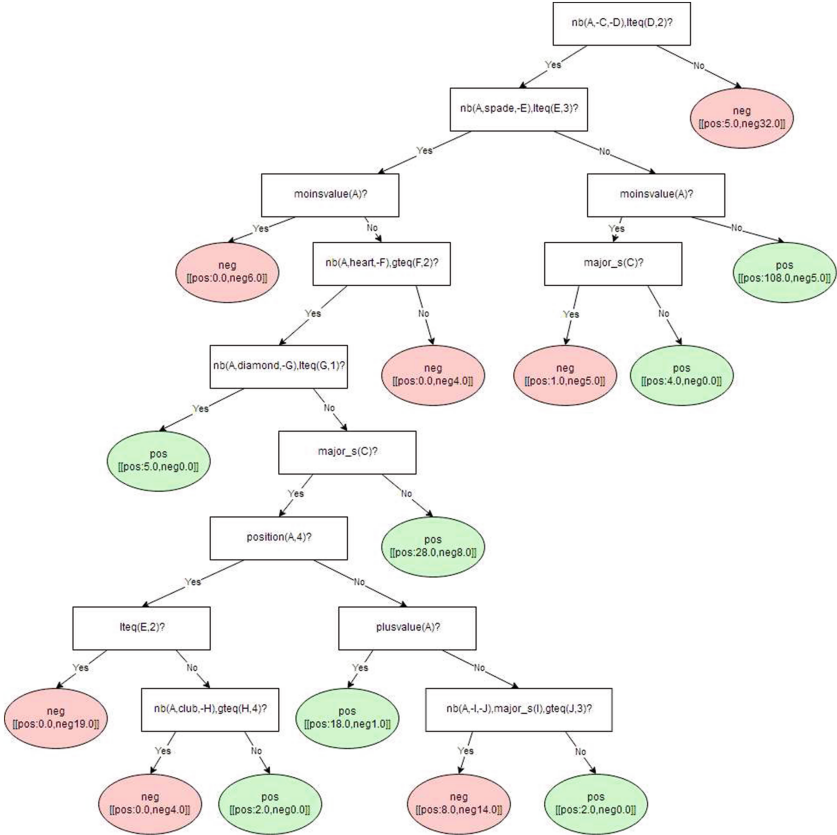 nb(A,-C,-D),lteq(D,2)?
Yes
No
nb(A,spade,-E),lteq(E,3)?
neg
[[pos:5.0,neg32.0]]
Yes
No
moinsvalue(A)?
moinsvalue(A)?
Yes
No
Yes
No
neg
[[pos:0.0,neg6.0]]
nb(A,heart,-F),gteq(F,2)?
major_s(C)?
pos
[[pos:108.0,neg5.0]]
Yes
No
Yes
No
nb(A,diamond,-G),lteq(G,1)?
neg
[[pos:0.0,neg4.0]]
neg
[[pos:1.0,neg5.0]]
pos
[[pos:4.0,neg0.0]]
Yes
No
pos
[[pos:5.0,neg0.0]]
major_s(C)?
Yes
No
position(A,4)?
pos
[[pos:28.0,neg8.0]]
Yes
No
lteq(E,2)?
plusvalue(A)?
Yes
No
Yes
No
neg
[[pos:0.0,neg19.0]]
nb(A,club,-H),gteq(H,4)?
pos
[[pos:18.0,neg1.0]]
nb(A,-I,-J),major_s(I),gteq(J,3)?
Yes
No
Yes
No
neg
[[pos:0.0,neg4.0]]
pos
[[pos:2.0,neg0.0]]
neg
[[pos:8.0,neg14.0]]
pos
[[pos:2.0,neg0.0]]